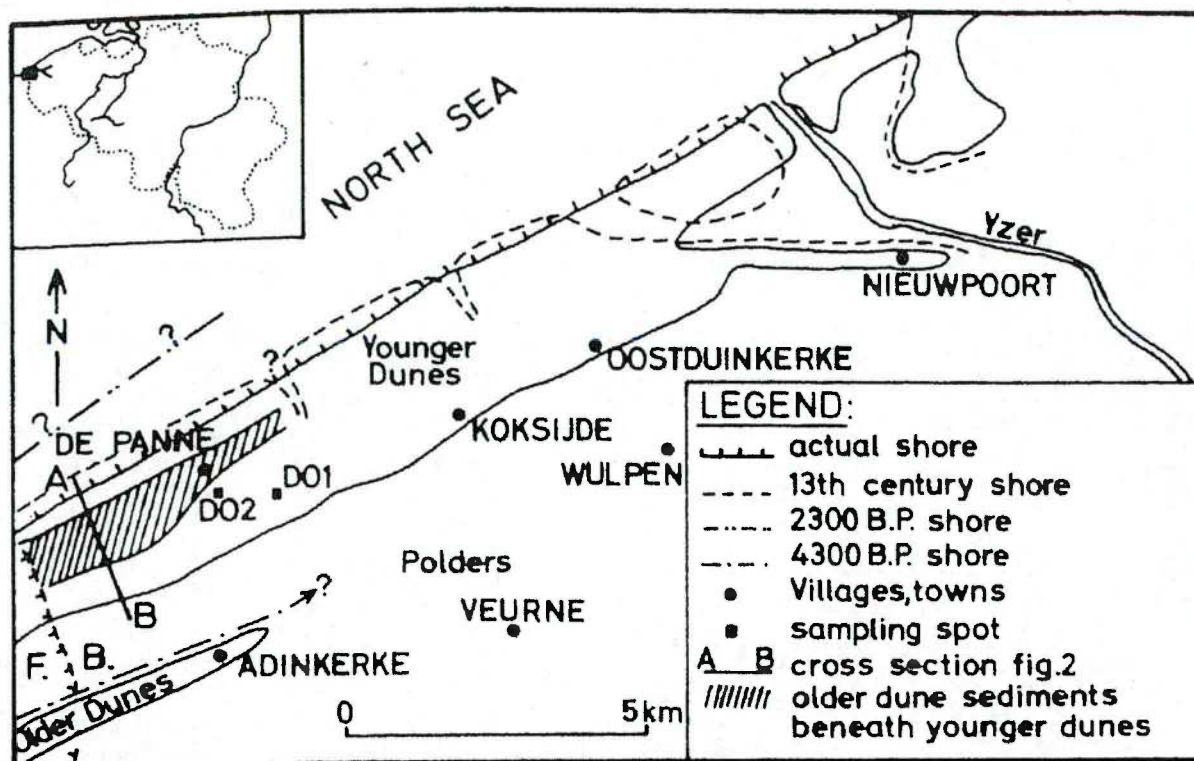 NORTH SEA
N
Yzer
NIEUWPOORT
?
?
?
Younger
Dunes
OOSTDUINKERKE
DE PANNE
A
KOKSIJDE
WULPEN
DO1
DO2
Polders
?
VEURNE
B
F. B.
ADINKERKE
Older Dunes
0 5km
LEGEND:
actual shore
13th century shore
2300 B.P. shore
4300 B.P. shore
Villages,towns
sampling spot
A B cross section fig.2
older dune sediments
beneath younger dunes